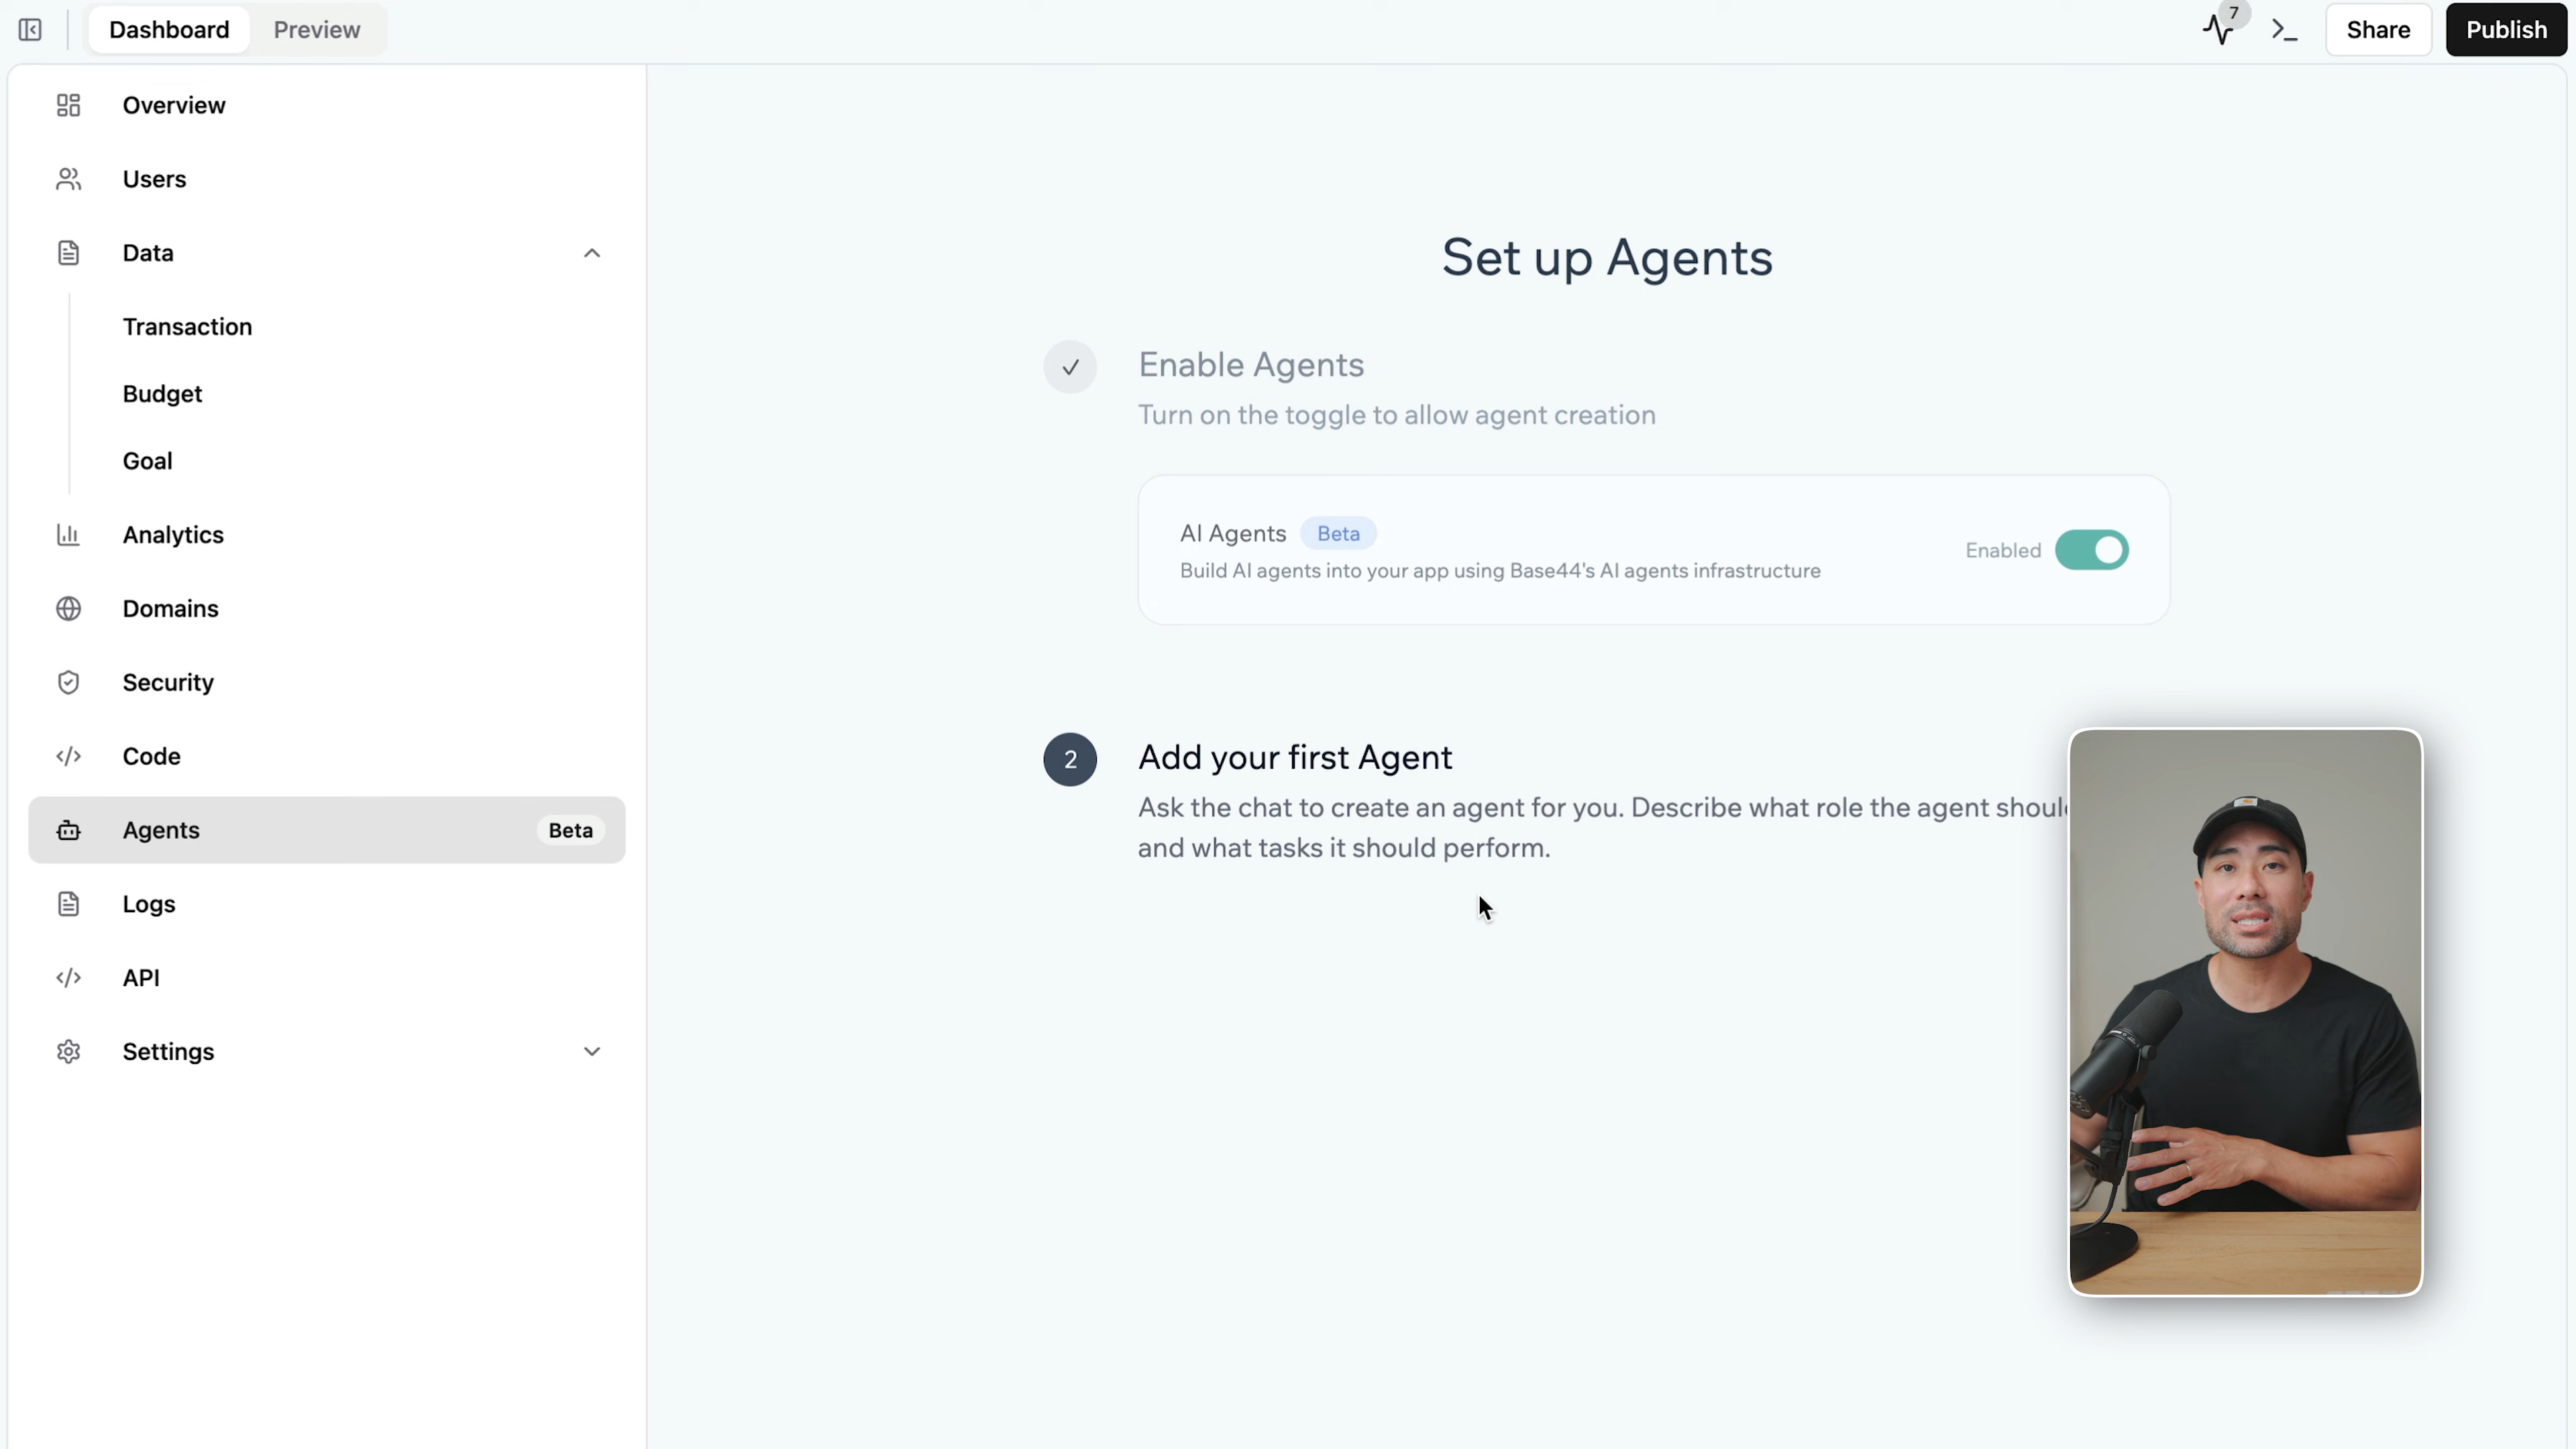 Dashboard
Preview
7
Share
Publish
Overview
Users
Data
Transaction
Budget
Goal
Analytics
Domains
Security
Code
Agents
Beta
Logs
API
Settings
Set up Agents
Enable Agents
Turn on the toggle to allow agent creation
AI Agents Beta
Build AI agents into your app using Base44's AI agents infrastructure
Enabled
2
Add your first Agent
Ask the chat to create an agent for you. Describe what role the agent
and what tasks it should perform.